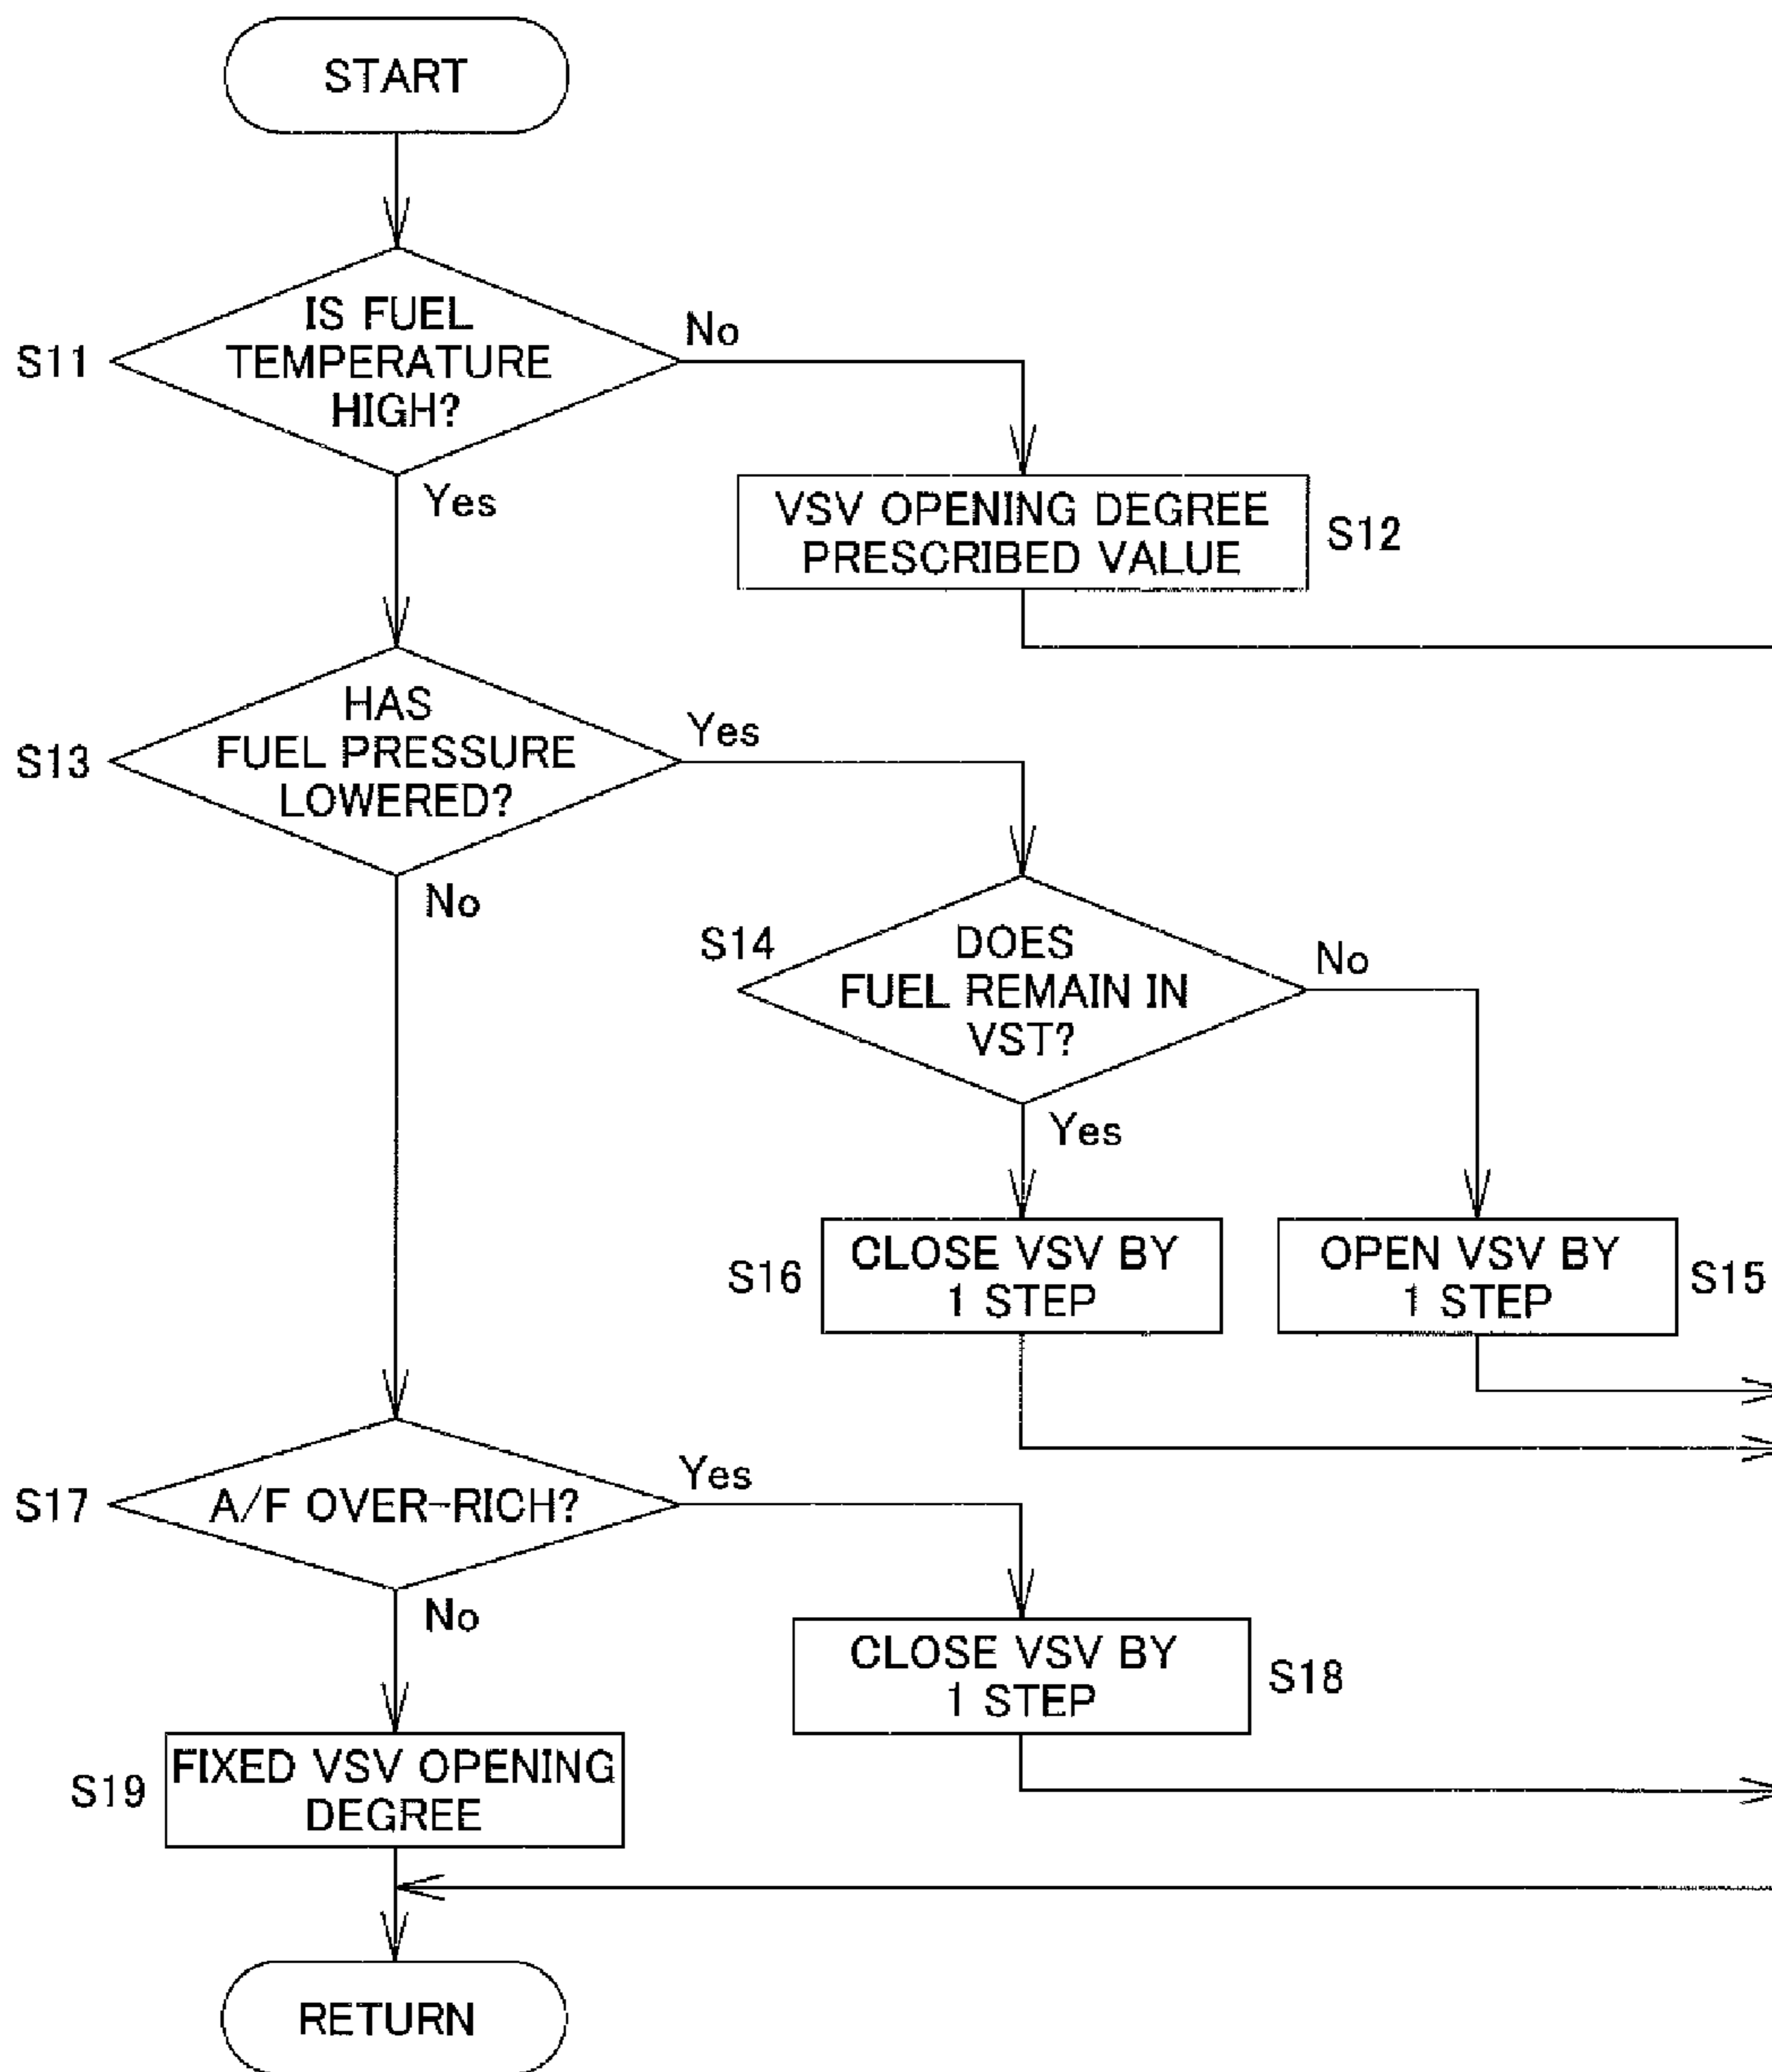 START
S11
IS FUEL
TEMPERATURE
HIGH?
No
Yes
VSV OPENING DEGREE
PRESCRIBED VALUE
S12
S13
HAS
FUEL PRESSURE
LOWERED?
Yes
No
S14
DOES
FUEL REMAIN IN
VST?
No
Yes
S16
CLOSE VSV BY
1 STEP
OPEN VSV BY
1 STEP
S15
S17
A/F OVER-RICH?
Yes
No
CLOSE VSV BY
1 STEP
S18
S19
FIXED VSV OPENING
DEGREE
RETURN